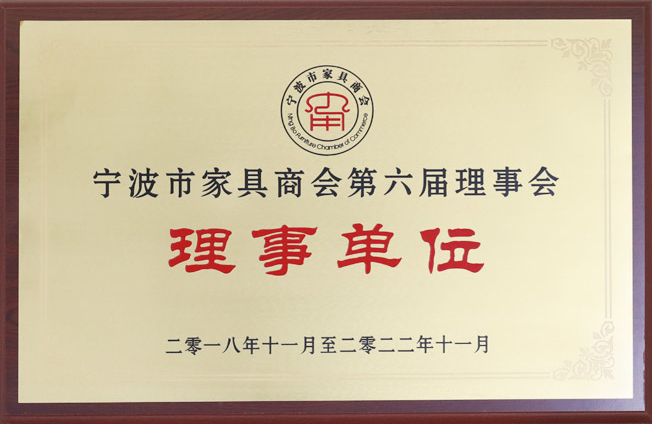 宁波市家具商会
Ning Bo Furniture Chamber of Commerce
宁波市家具商会第六届理事会
理事单位
二零一八年十一月至二零二二年十一月